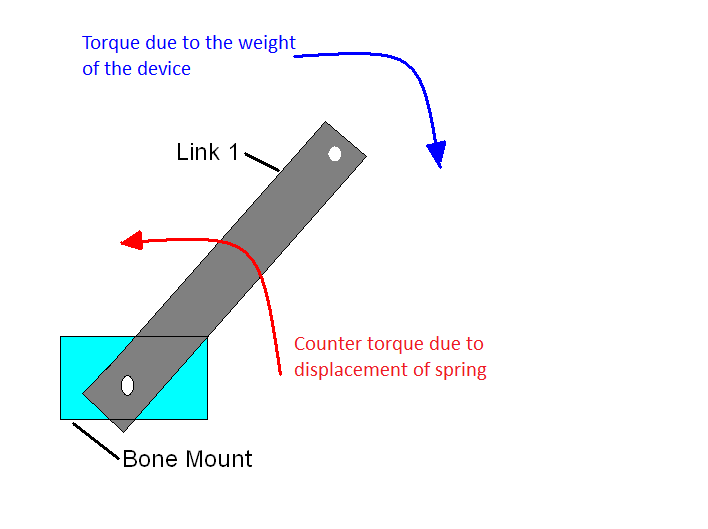 Torque due to the weight
of the device
Link 1
Counter torque due to
displacement of spring
Bone Mount